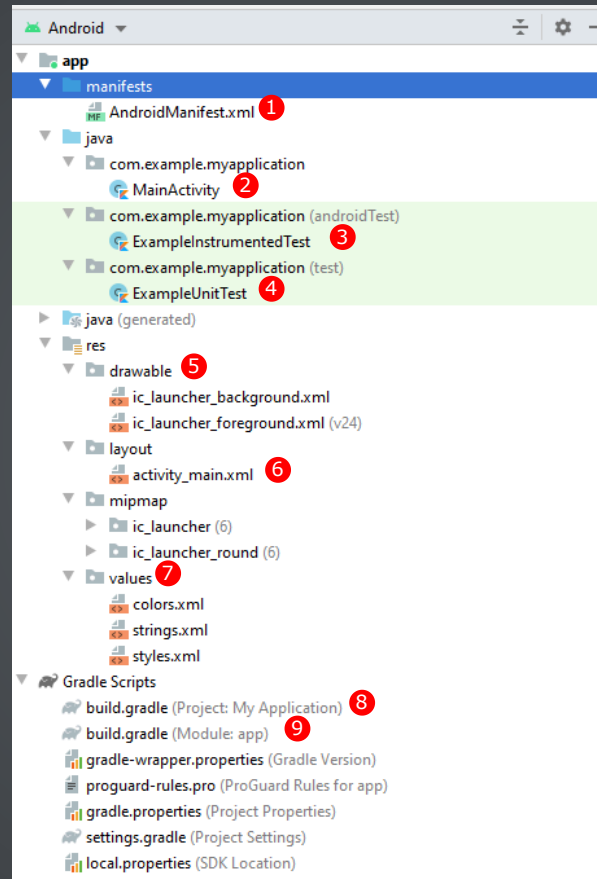 Android
app
manifests
MF AndroidManifest.xml 1
java
com.example.myapplication
MainActivity 2
com.example.myapplication (androidTest)
ExampleInstrumentedTest 3
com.example.myapplication (test)
ExampleUnitTest 4
java (generated)
res
drawable 5
ic_launcher_background.xml
ic_launcher_foreground.xml (v24)
layout
activity_main.xml 6
mipmap
ic_launcher (6)
ic_launcher_round (6)
values 7
colors.xml
strings.xml
styles.xml
Gradle Scripts
build.gradle (Project: My Application) 8
build.gradle (Module: app) 9
gradle-wrapper.properties (Gradle Version)
proguard-rules.pro (ProGuard Rules for app)
gradle.properties (Project Properties)
settings.gradle (Project Settings)
local.properties (SDK Location)